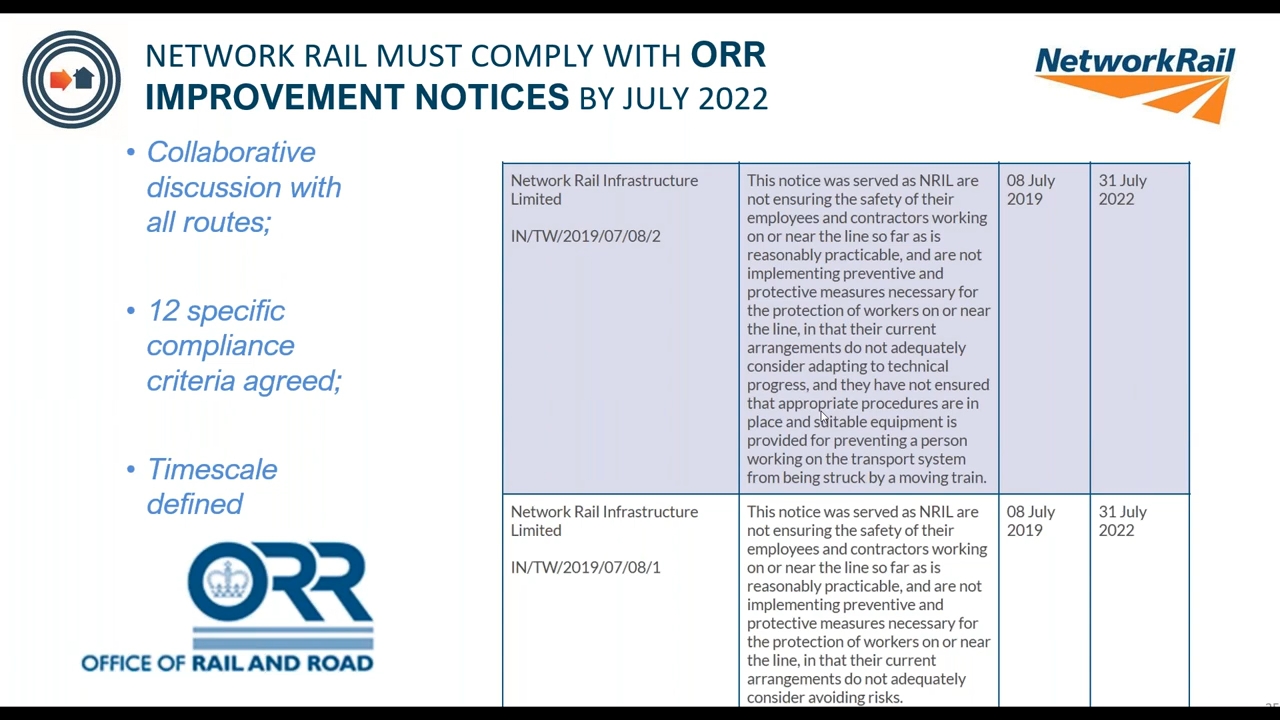 NETWORK RAIL MUST COMPLY WITH ORR
IMPROVEMENT NOTICES BY JULY 2022
NetworkRail
• Collaborative
discussion with
all routes;
• 12 specific
compliance
criteria agreed;
• Timescale
defined
ORR
OFFICE OF RAIL AND ROAD
Network Rail Infrastructure
Limited
IN/TW/2019/07/08/2
This notice was served as NRIL are
not ensuring the safety of their
employees and contractors working
on or near the line so far as is
reasonably practicable, and are not
implementing preventive and
protective measures necessary for
the protection of workers on or near
the line, in that their current
arrangements do not adequately
consider adapting to technical
progress, and they have not ensured
that appropriate procedures are in
place and suitable equipment is
provided for preventing a person
working on the transport system
from being struck by a moving train.
08 July
2019
31 July
2022
Network Rail Infrastructure
Limited
IN/TW/2019/07/08/1
This notice was served as NRIL are
not ensuring the safety of their
employees and contractors working
on or near the line so far as is
reasonably practicable, and are not
implementing preventive and
protective measures necessary for
the protection of workers on or near
the line, in that their current
arrangements do not adequately
consider avoiding risks.
08 July
2019
31 July
2022